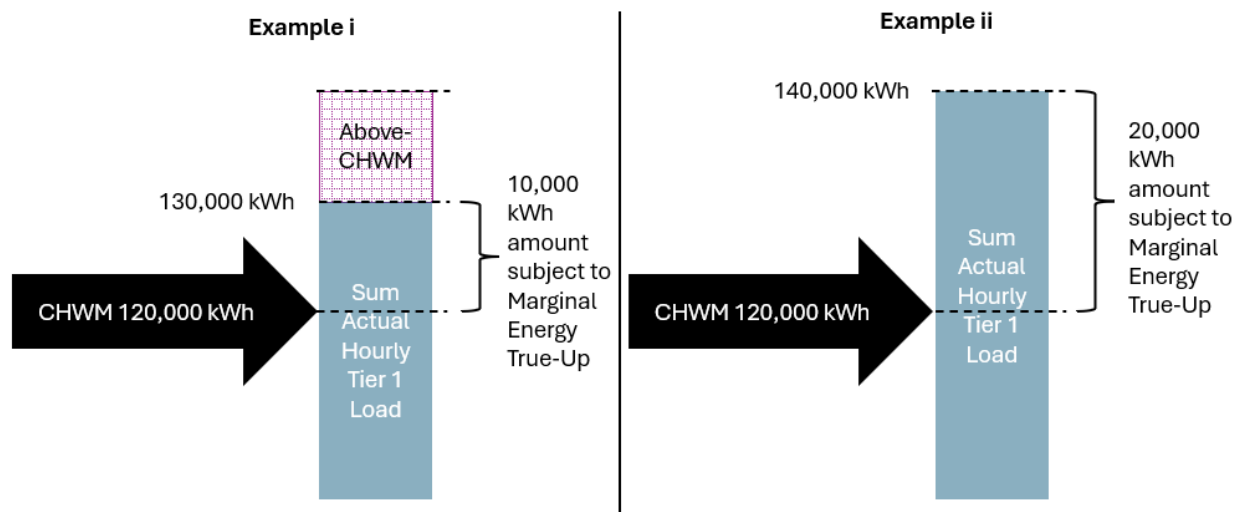 Example i
Above-
CHWM
130,000 kWh
10,000
kWh
amount
subject to
Marginal
Energy
True-Up
CHWM 120,000 kWh
Sum
Actual
Hourly
Tier 1
Load
Example ii
140,000 kWh
20,000
kWh
amount
subject to
Marginal
Energy
True-Up
CHWM 120,000 kWh
Sum
Actual
Hourly
Tier 1
Load